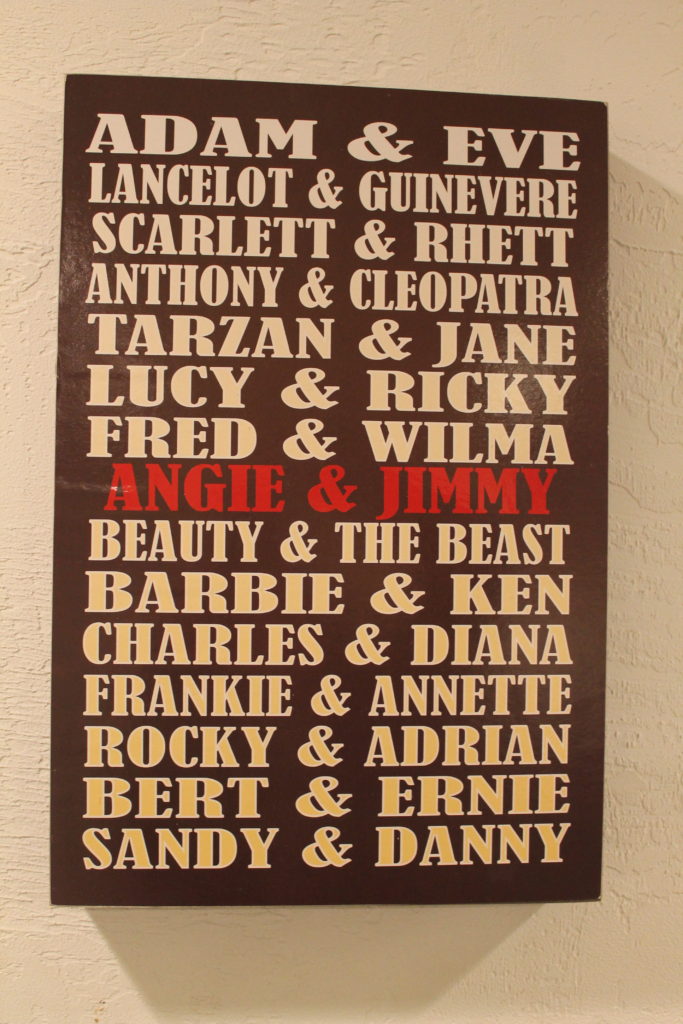 ADAM & EVE
LANCELOT & GUINEVERE
SCARLETT & RHETT
ANTHONY & CLEOPATRA
TARZAN & JANE
LUCY & RICKY
FRED & WILMA
ANGIE & JIMMY
BEAUTY & THE BEAST
BARBIE & KEN
CHARLES & DIANA
FRANKIE & ANNETTE
ROCKY & ADRIAN
BERT & ERNIE
SANDY & DANNY